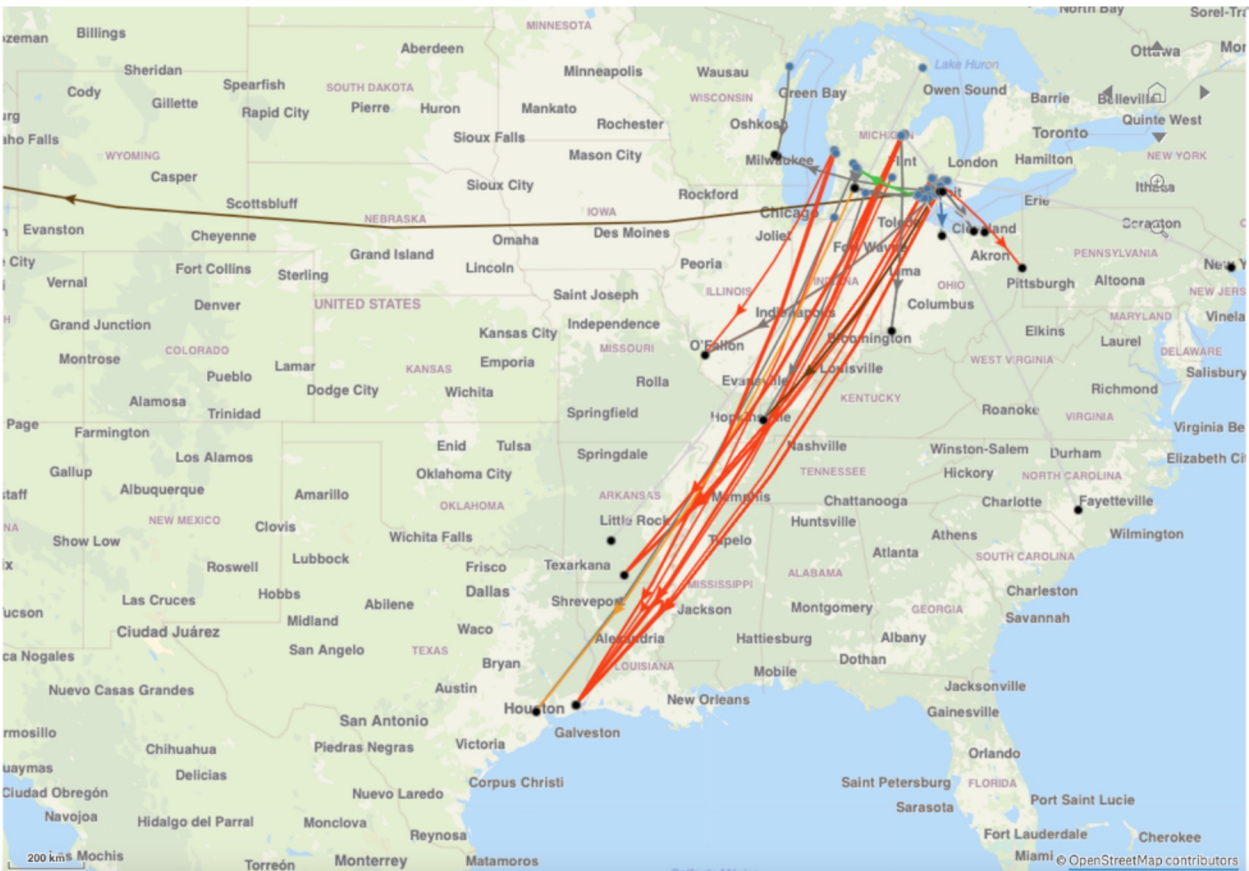 North Bay
Sorel-Tra
Billings
MINNESOTA
Aberdeen
Ottawa
Mor
Sheridan
Minneapolis
Wausau
Lake Huron
Cody
Spearfish
SOUTH DAKOTA
Green Bay
Owen Sound
Barrie
Belleville
Gillette
Rapid City
Pierre
Huron
Mankato
WISCONSIN
Quinte West
Rochester
Oshkosh
Toronto
Sioux Falls
MICHIGAN
aho Falls
WYOMING
Mason City
Milwaukee
London
Hamilton
NEW YORK
Casper
Sioux City
Rockford
Ithaca
Scottsbluff
IOWA
Chicago
Erie
Evanston
Cheyenne
NEBRASKA
Omaha
Des Moines
Joliet
Toledo
Cleveland
Scranton
Grand Island
Fort Wayne
Akron
PENNSYLVANIA
e City
Fort Collins
Sterling
Lincoln
Peoria
Lima
New Y
Vernal
Pittsburgh
Altoona
Saint Joseph
ILLINOIS
INDIANA
OHIO
NEW JERS
Denver
UNITED STATES
Columbus
Grand Junction
Kansas City
Independence
Indianapolis
MARYLAND
Vinela
COLORADO
MISSOURI
O'Fallon
Bloomington
Elkins
Laurel
Montrose
Lamar
KANSAS
Emporia
WEST VIRGINIA
DELAWARE
Pueblo
Dodge City
Wichita
Rolla
Evansville
Louisville
Salisbury
Alamosa
Trinidad
KENTUCKY
Richmond
Page
Farmington
Springfield
Hopkinsville
Roanoke
VIRGINIA
Virginia Be
Los Alamos
Enid
Tulsa
Springdale
Nashville
Winston-Salem
Durham
Elizabeth Cit
Gallup
Oklahoma City
TENNESSEE
Hickory
NORTH CAROLINA
staff
Albuquerque
Amarillo
OKLAHOMA
ARKANSAS
Memphis
Chattanooga
Charlotte
Fayetteville
NEW MEXICO
Clovis
Little Rock
Huntsville
Wilmington
Show Low
Wichita Falls
Tupelo
Athens
Roswell
Lubbock
Frisco
Texarkana
Atlanta
SOUTH CAROLINA
Las Cruces
Hobbs
Abilene
Dallas
Shreveport
MISSISSIPPI
ALABAMA
Charleston
ucson
Midland
Jackson
Montgomery
GEORGIA
Savannah
Ciudad Juárez
Waco
Alexandria
Hattiesburg
Albany
ca Nogales
San Angelo
TEXAS
Bryan
LOUISIANA
Mobile
Dothan
Nuevo Casas Grandes
Austin
New Orleans
Jacksonville
Houston
San Antonio
Galveston
Gainesville
rmosillo
Chihuahua
Piedras Negras
Victoria
Orlando
uaymas
Delicias
Corpus Christi
Saint Petersburg
FLORIDA
Ciudad Obregón
Nuevo Laredo
Sarasota
Port Saint Lucie
Navojoa
Hidalgo del Parral
Monclova
Reynosa
Fort Lauderdale
Cherokee
200 km
Mochis
Torreón
Monterrey
Matamoros
Miami
© OpenStreetMap contributors